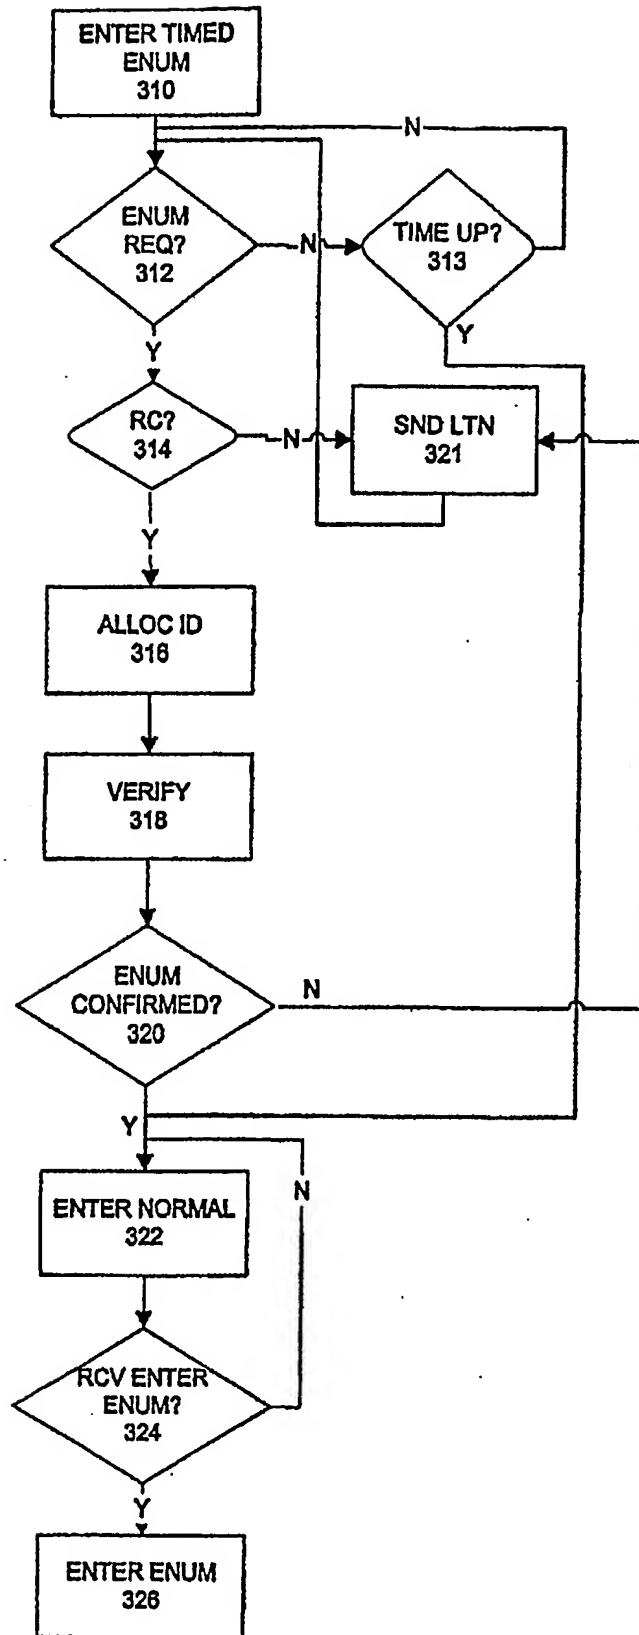 ENTER TIMED
ENUM
310
N
ENUM
REQ?
312
N
TIME UP?
313
Y
Y
RC?
314
N
SND LTN
321
Y
ALLOC ID
316
VERIFY
318
ENUM
CONFIRMED?
320
N
Y
ENTER NORMAL
322
N
RCV ENTER
ENUM?
324
Y
ENTER ENUM
326